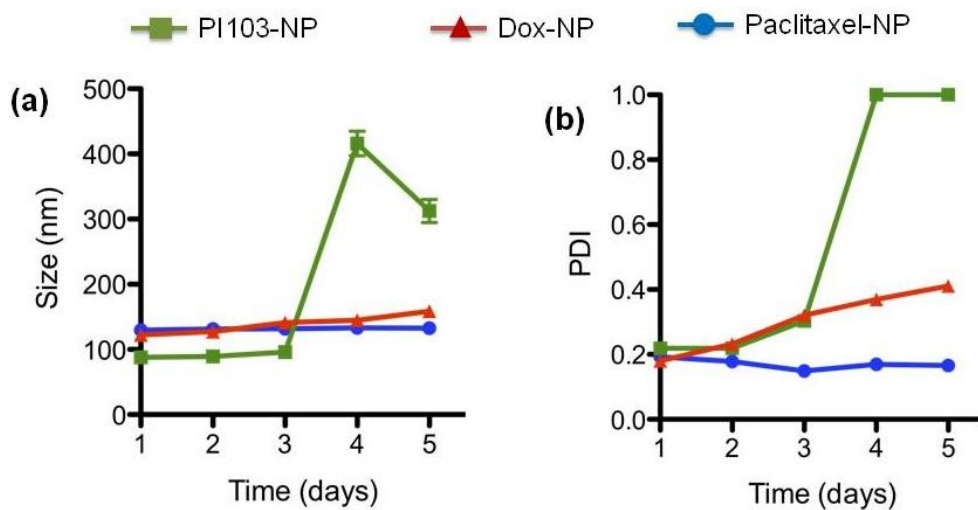 PI103-NP Dox-NP Paclitaxel-NP
(a)
500
400
300
200
100
0
Size (nm)
1 2 3 4 5
Time (days)
(b)
1.0
0.8
0.6
0.4
0.2
0.0
PDI
1 2 3 4 5
Time (days)